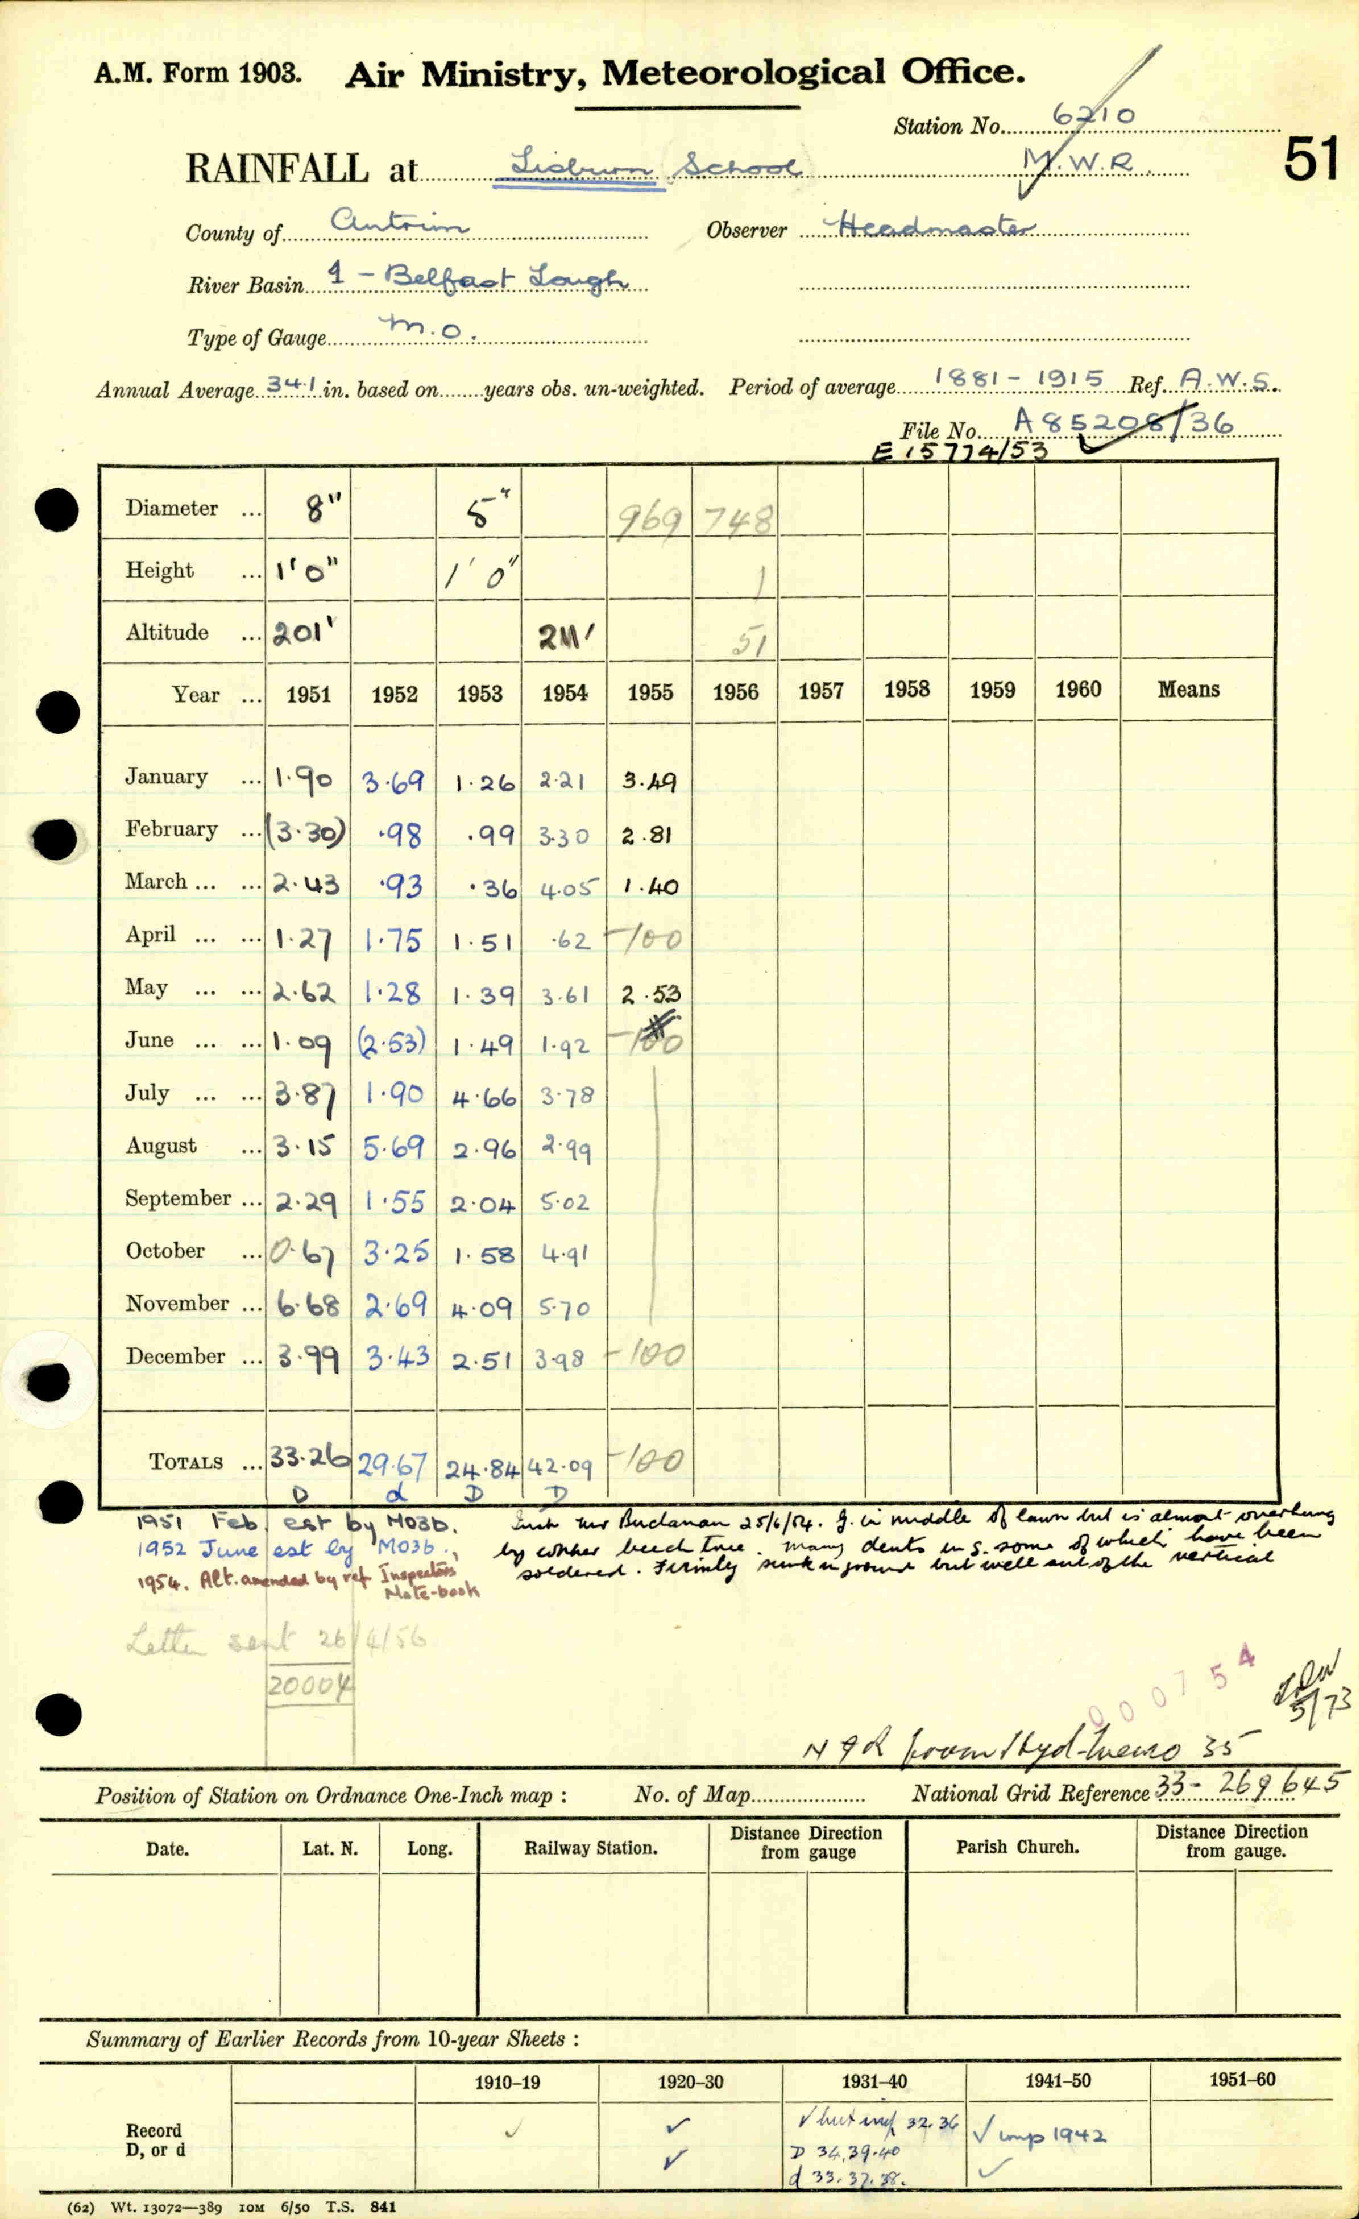 A.M. Form 1903. Air Ministry, Meteorological Office.
Station No. 6210
51
RAINFALL at Lisburn (School) M.W.R.
County of Antrim Observer Headmaster
River Basin 1 - Belfast Lough
Type of Gauge M.O.
Annual Average 34.1 in. based on years obs. un-weighted. Period of average 1881 - 1915 Ref. A.W.S.
File No. A85208/36
E 15774/53
Diameter ... 8" 5" 969 748
Height ... 1'0" 1'0" 1
Altitude ... 201' 211' 51
Year ... 1951 1952 1953 1954 1955 1956 1957 1958 1959 1960 Means
January ... 1.90 3.69 1.26 2.21 3.49
February ... (3.30) .98 .99 3.30 2.81
March ... ... 2.43 .93 .36 4.05 1.40
April ... ... 1.27 1.75 1.51 .62 -100
May ... ... 2.62 1.28 1.39 3.61 2.53
June ... ... 1.09 (2.53) 1.49 1.92 -100
July ... ... 3.87 1.90 4.66 3.78
August ... 3.15 5.69 2.96 2.99
September ... 2.29 1.55 2.04 5.02
October ... 0.67 3.25 1.58 4.91
November ... 6.68 2.69 4.09 5.70
December ... 3.99 3.43 2.51 3.98 -100
TOTALS ... 33.26 29.67 24.84 42.09 -100
D d D D
1951 Feb. est by M03b.
1952 June est by M03b.,
1954. Alt. amended by ref Inspectors
Note-book
Mr Buchanan 25/6/54. g. in middle of lawn but is almost overhung
by copper beech tree. Many dents in g. some of which have been
soldered. Firmly sunk in ground but well out of the vertical
Letter sent 26/4/56
20004
000754
5/73
N G R from Hyd. Memo 35
Position of Station on Ordnance One-Inch map : No. of Map National Grid Reference 33- 269645
Date. Lat. N. Long. Railway Station. Distance Direction from gauge Parish Church. Distance Direction from gauge.
Summary of Earlier Records from 10-year Sheets :
1910-19 1920-30 1931-40 1941-50 1951-60
Record ✓ ✓ ✓ but 32.36 ✓ imp 1942
D, or d ✓ D 34.39.40 ✓
d 33.37.38.
(62) Wt. 13072—389 10M 6/50 T.S. 841